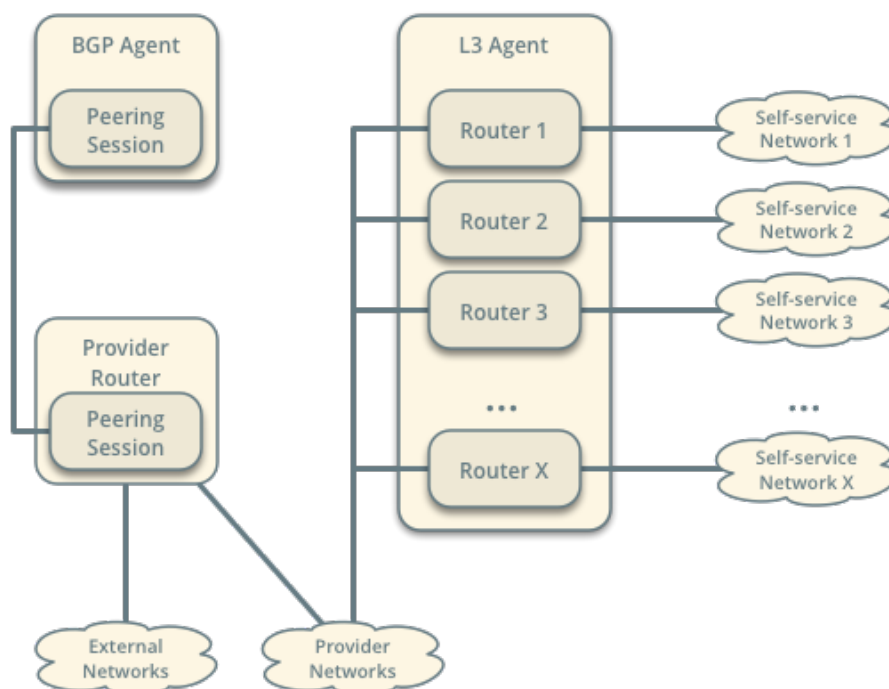 BGP Agent
Peering
Session
Provider
Router
Peering
Session
External
Networks
Provider
Networks
L3 Agent
Router 1
Router 2
Router 3
...
Router X
Self-service
Network 1
Self-service
Network 2
Self-service
Network 3
...
Self-service
Network X